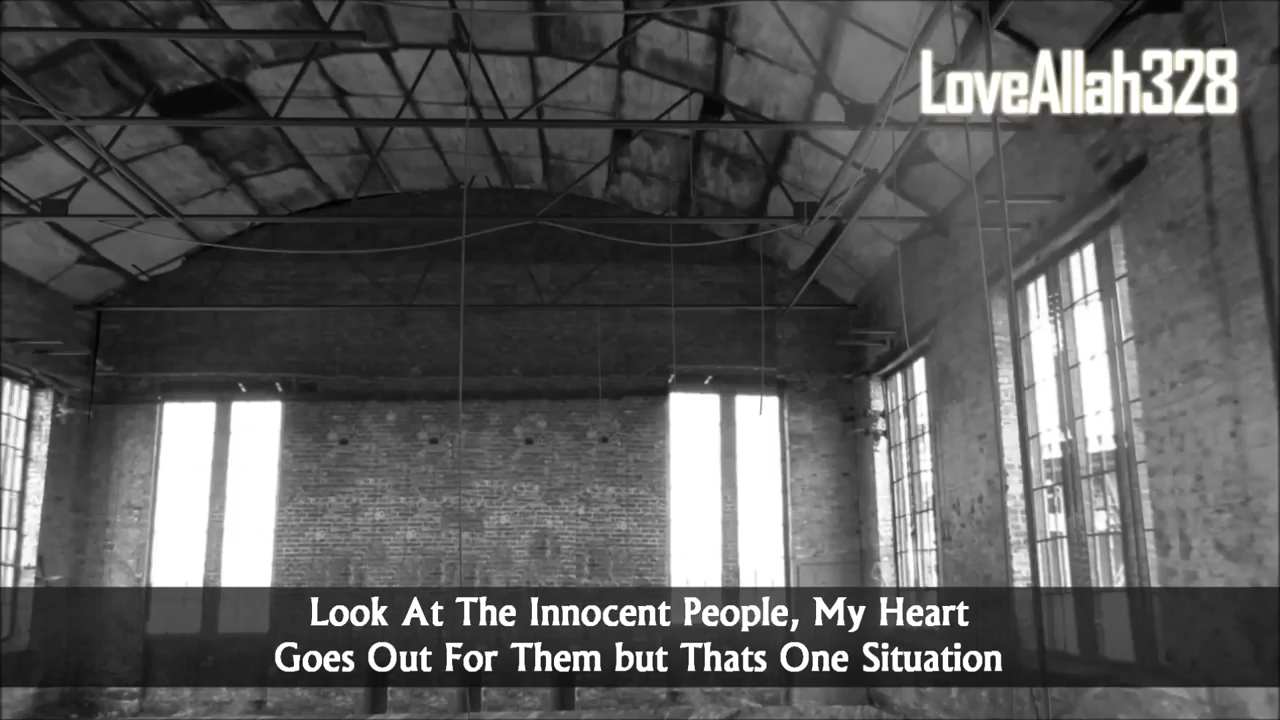 LoveAllah328
Look At The Innocent People, My Heart
Goes Out For Them but Thats One Situation